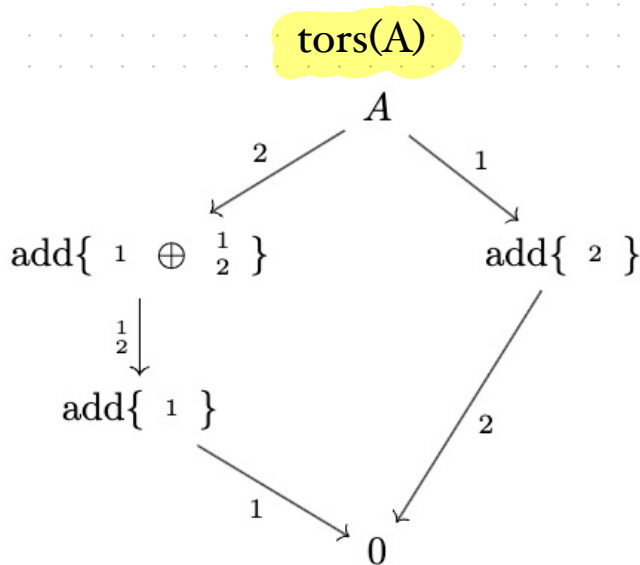 tors(A)
A
2 1
add{ 1 ⊕ 1 2 } add{ 2 }
1 2
add{ 1 }
2
1
0